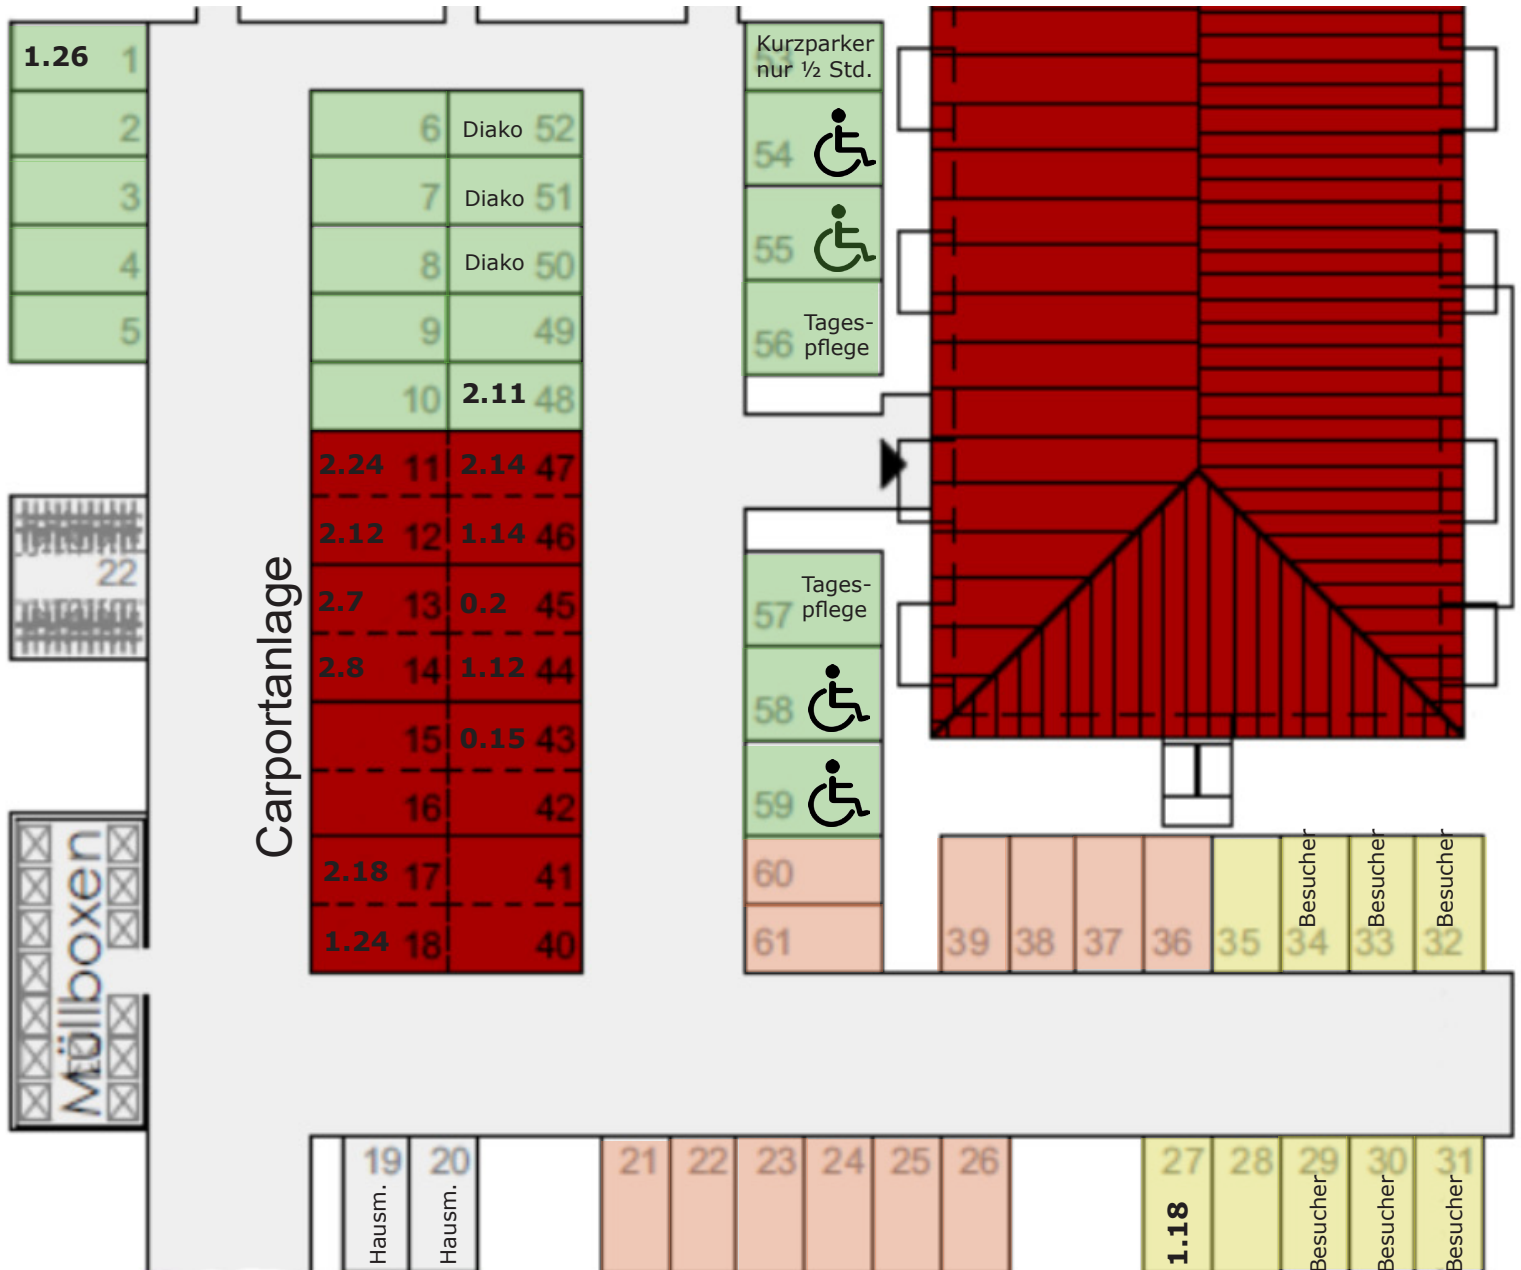 1.26 1
2
3
4
5
6 Diako 52
7 Diako 51
8 Diako 50
9 49
10 2.11 48
2.24 11 2.14 47
2.12 12 1.14 46
2.7 13 0.2 45
2.8 14 1.12 44
15 0.15 43
16 42
2.18 17 41
1.24 18 40
Carportanlage
22
Müllboxen
53
Kurzparker
nur ½ Std.
54
55
56
Tages-
pflege
57
Tages-
pflege
58
59
60
61
39 38 37 36 35 34 33 32
Besucher
Besucher
Besucher
19 20
Hausm.
Hausm.
21 22 23 24 25 26
27 28 29 30 31
1.18
Besucher
Besucher
Besucher